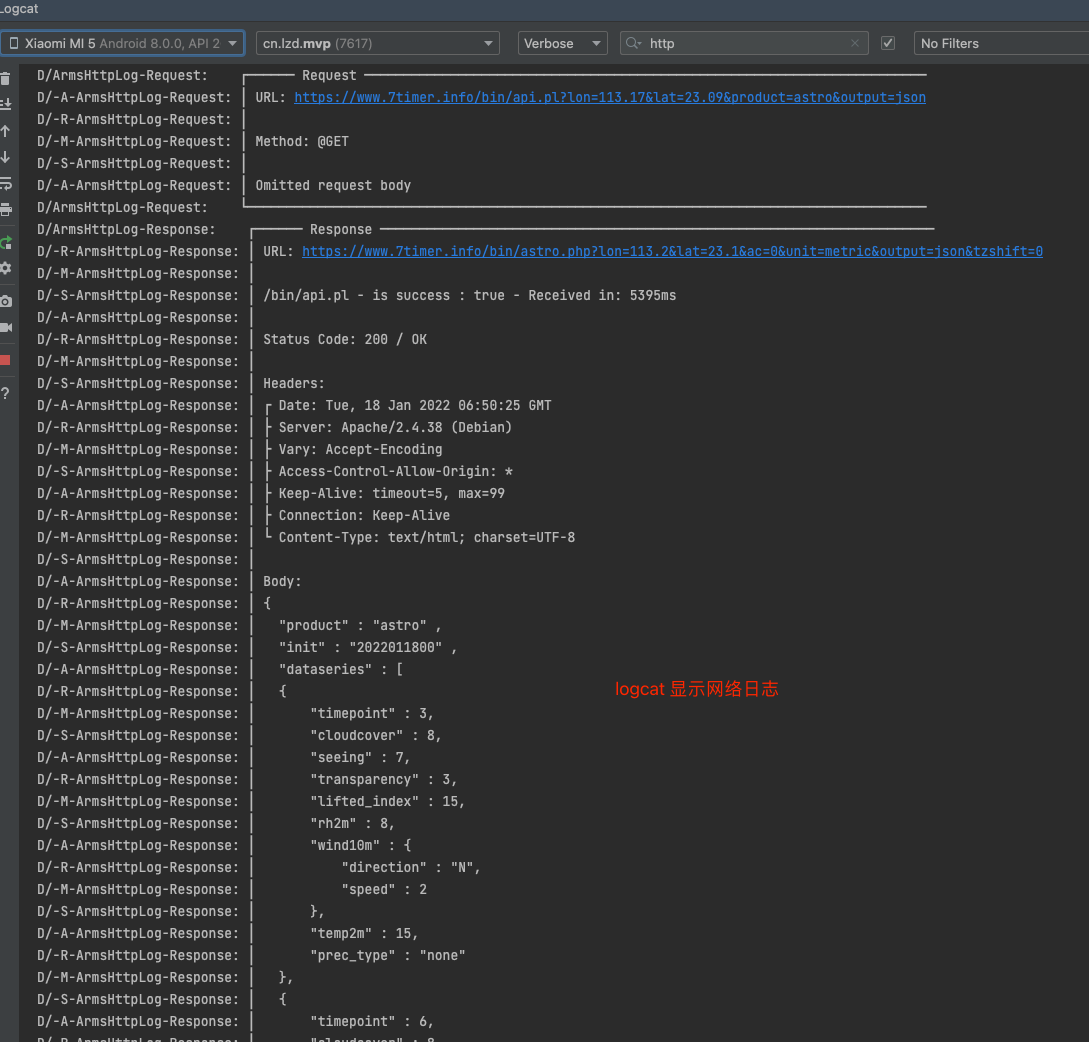 Logcat
Xiaomi MI 5 Android 8.0.0, API 2
cn.lzd.mvp (7617)
Verbose
http
No Filters
D/ArmsHttpLog-Request: ┌────── Request ────────────────────────────────────────────────────────────────────────
D/-A-ArmsHttpLog-Request: │ URL: https://www.7timer.info/bin/api.pl?lon=113.17&lat=23.09&product=astro&output=json
D/-R-ArmsHttpLog-Request: │
D/-M-ArmsHttpLog-Request: │ Method: @GET
D/-S-ArmsHttpLog-Request: │
D/-A-ArmsHttpLog-Request: │ Omitted request body
D/ArmsHttpLog-Request: └───────────────────────────────────────────────────────────────────────────────────────
D/ArmsHttpLog-Response: ┌────── Response ───────────────────────────────────────────────────────────────────────
D/-R-ArmsHttpLog-Response: │ URL: https://www.7timer.info/bin/astro.php?lon=113.2&lat=23.1&ac=0&unit=metric&output=json&tzshift=0
D/-M-ArmsHttpLog-Response: │
D/-S-ArmsHttpLog-Response: │ /bin/api.pl - is success : true - Received in: 5395ms
D/-A-ArmsHttpLog-Response: │
D/-R-ArmsHttpLog-Response: │ Status Code: 200 / OK
D/-M-ArmsHttpLog-Response: │
D/-S-ArmsHttpLog-Response: │ Headers:
D/-A-ArmsHttpLog-Response: │ ┌ Date: Tue, 18 Jan 2022 06:50:25 GMT
D/-R-ArmsHttpLog-Response: │ ├ Server: Apache/2.4.38 (Debian)
D/-M-ArmsHttpLog-Response: │ ├ Vary: Accept-Encoding
D/-S-ArmsHttpLog-Response: │ ├ Access-Control-Allow-Origin: *
D/-A-ArmsHttpLog-Response: │ ├ Keep-Alive: timeout=5, max=99
D/-R-ArmsHttpLog-Response: │ ├ Connection: Keep-Alive
D/-M-ArmsHttpLog-Response: │ └ Content-Type: text/html; charset=UTF-8
D/-S-ArmsHttpLog-Response: │
D/-A-ArmsHttpLog-Response: │ Body:
D/-R-ArmsHttpLog-Response: │ {
D/-M-ArmsHttpLog-Response: │ "product" : "astro" ,
D/-S-ArmsHttpLog-Response: │ "init" : "2022011800" ,
D/-A-ArmsHttpLog-Response: │ "dataseries" : [
D/-R-ArmsHttpLog-Response: │ {
logcat 显示网络日志
D/-M-ArmsHttpLog-Response: │ "timepoint" : 3,
D/-S-ArmsHttpLog-Response: │ "cloudcover" : 8,
D/-A-ArmsHttpLog-Response: │ "seeing" : 7,
D/-R-ArmsHttpLog-Response: │ "transparency" : 3,
D/-M-ArmsHttpLog-Response: │ "lifted_index" : 15,
D/-S-ArmsHttpLog-Response: │ "rh2m" : 8,
D/-A-ArmsHttpLog-Response: │ "wind10m" : {
D/-R-ArmsHttpLog-Response: │ "direction" : "N",
D/-M-ArmsHttpLog-Response: │ "speed" : 2
D/-S-ArmsHttpLog-Response: │ },
D/-A-ArmsHttpLog-Response: │ "temp2m" : 15,
D/-R-ArmsHttpLog-Response: │ "prec_type" : "none"
D/-M-ArmsHttpLog-Response: │ },
D/-S-ArmsHttpLog-Response: │ {
D/-A-ArmsHttpLog-Response: │ "timepoint" : 6,